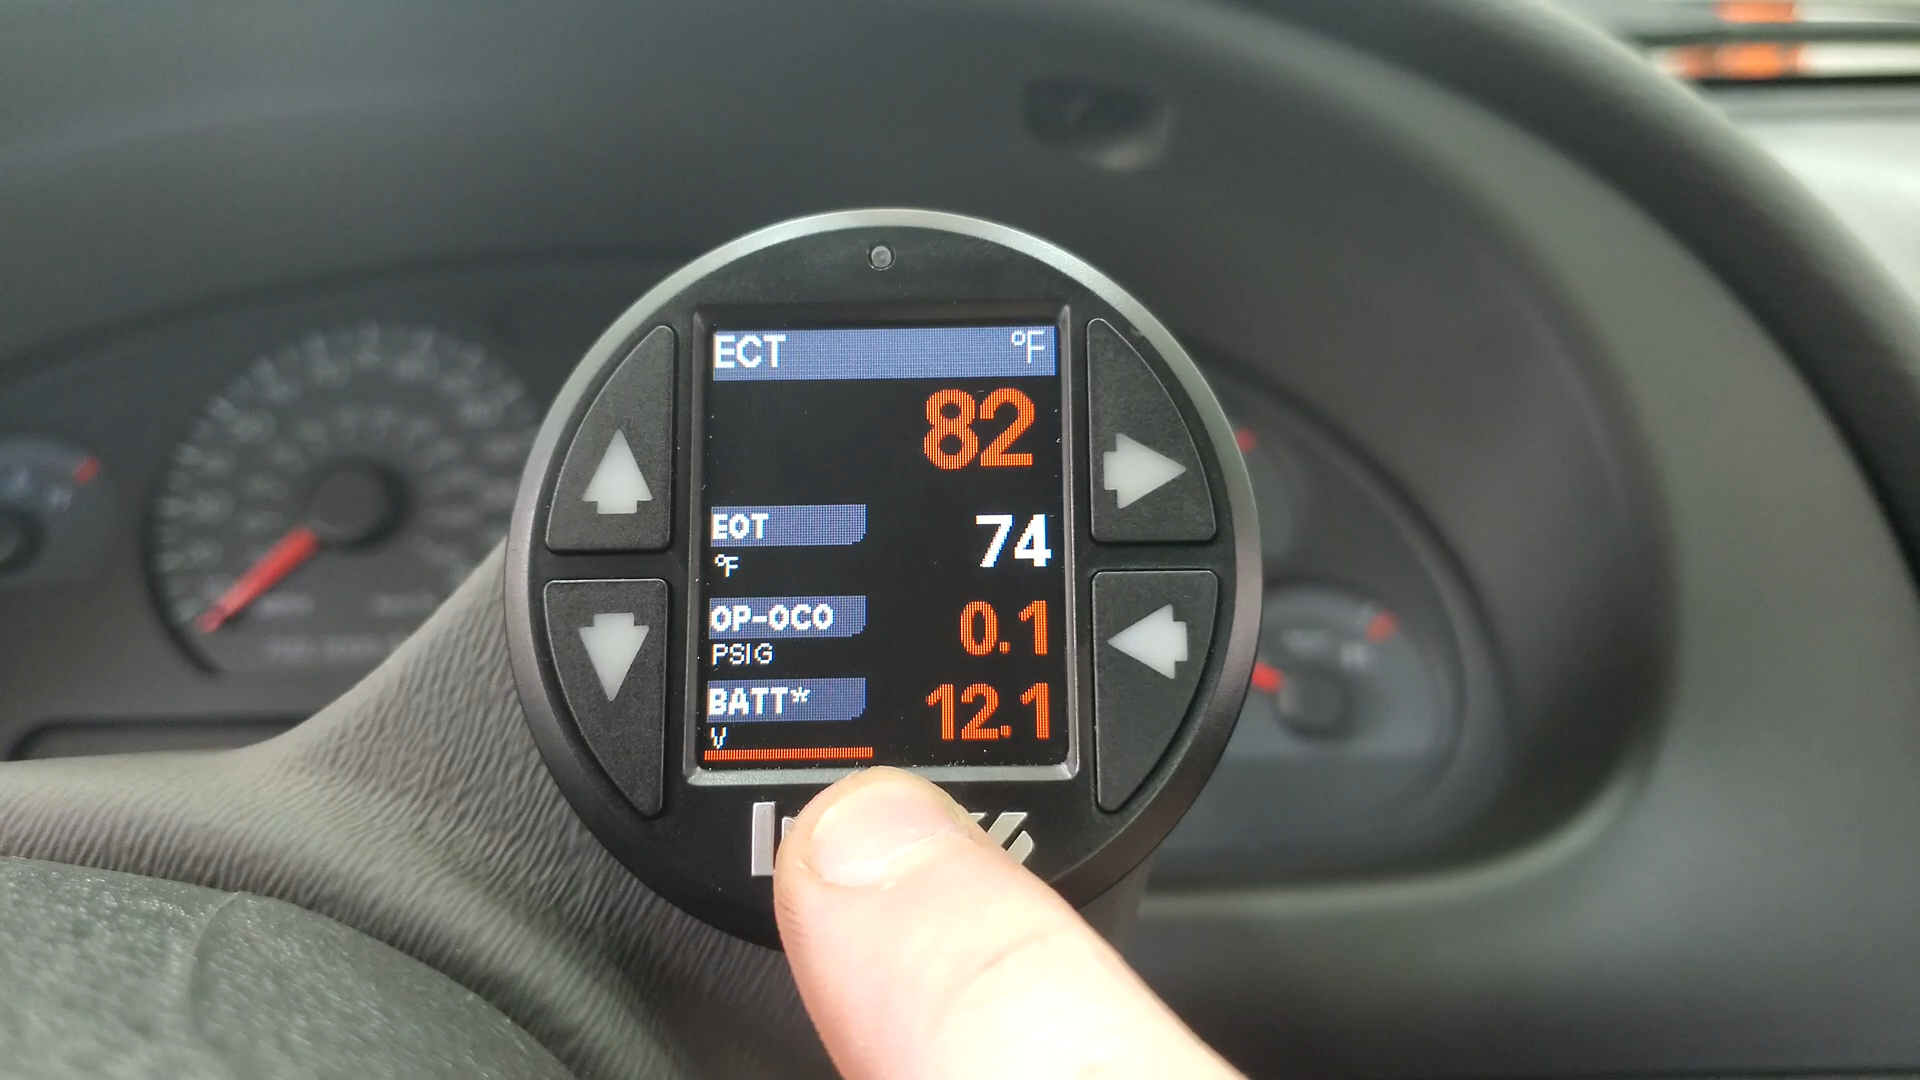 ECT °F
82
EOT 74
°F
OP-OCO 0.1
PSIG
BATT* 12.1
V